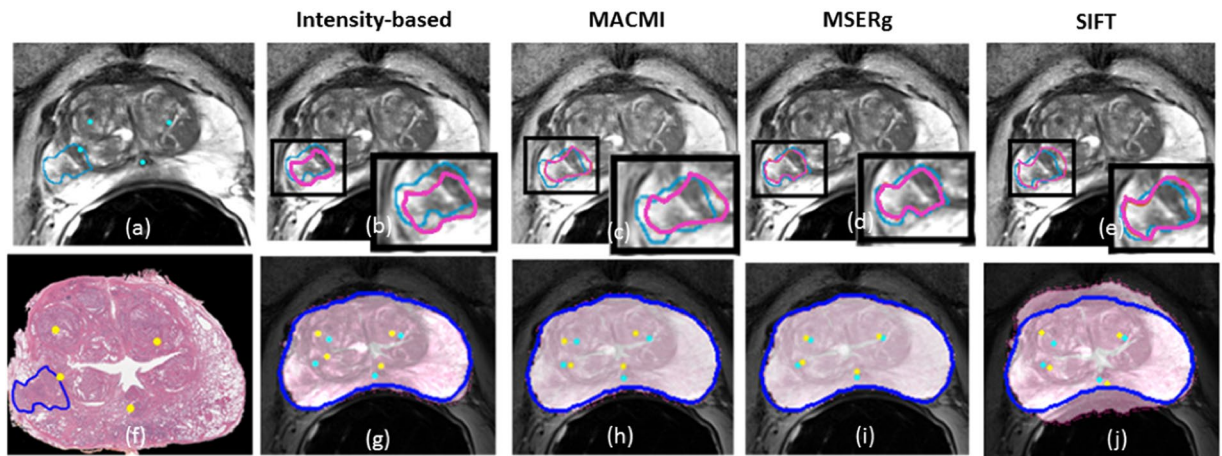 Intensity-based MACMI MSERg SIFT
(a) (b) (c) (d) (e)
(f) (g) (h) (i) (j)